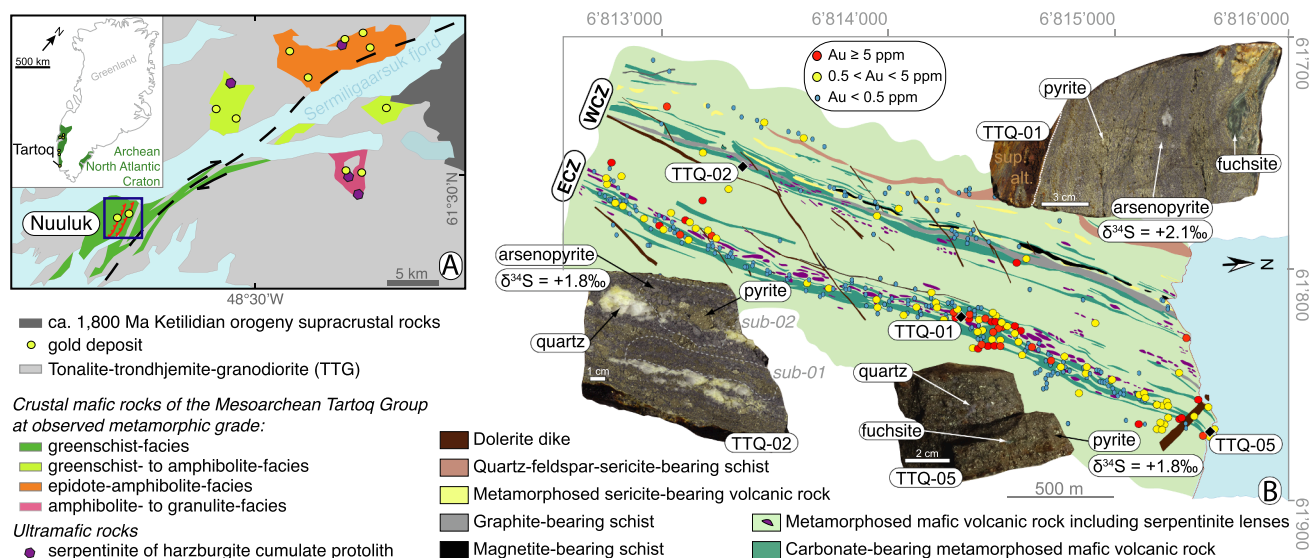 500 km
N
Greenland
Tartoq
Archean
North Atlantic
Craton
Sermiligaarsuk fjord
Nuuluk
61°30'N
5 km
A
48°30'W
ca. 1,800 Ma Ketilidian orogeny supracrustal rocks
gold deposit
Tonalite-trondhjemite-granodiorite (TTG)
Crustal mafic rocks of the Mesoarchean Tartoq Group
at observed metamorphic grade:
greenschist-facies
greenschist- to amphibolite-facies
epidote-amphibolite-facies
amphibolite- to granulite-facies
Ultramafic rocks
serpentinite of harzburgite cumulate protolith
6'813'000
6'814'000
6'815'000
6'816'000
61'700
61'800
61'900
Au ≥ 5 ppm
0.5 < Au < 5 ppm
Au < 0.5 ppm
WCZ
ECZ
TTQ-02
TTQ-01
sup.
alt.
pyrite
fuchsite
3 cm
arsenopyrite
δ³⁴S = +2.1‰
N
arsenopyrite
δ³⁴S = +1.8‰
pyrite
quartz
sub-02
sub-01
1 cm
TTQ-02
TTQ-01
quartz
fuchsite
pyrite
2 cm
δ³⁴S = +1.8‰
TTQ-05
TTQ-05
500 m
B
Dolerite dike
Quartz-feldspar-sericite-bearing schist
Metamorphosed sericite-bearing volcanic rock
Graphite-bearing schist
Magnetite-bearing schist
Metamorphosed mafic volcanic rock including serpentinite lenses
Carbonate-bearing metamorphosed mafic volcanic rock